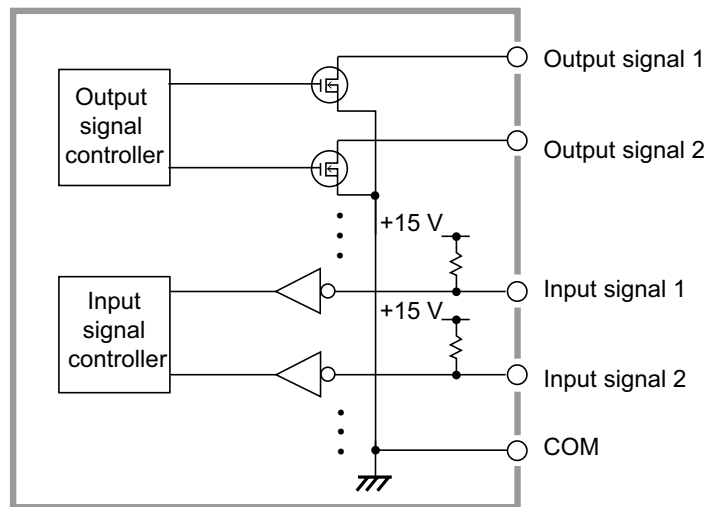 Output signal 1
Output
signal
controller
Output signal 2
+15 V
Input signal 1
Input
signal
controller
+15 V
Input signal 2
COM